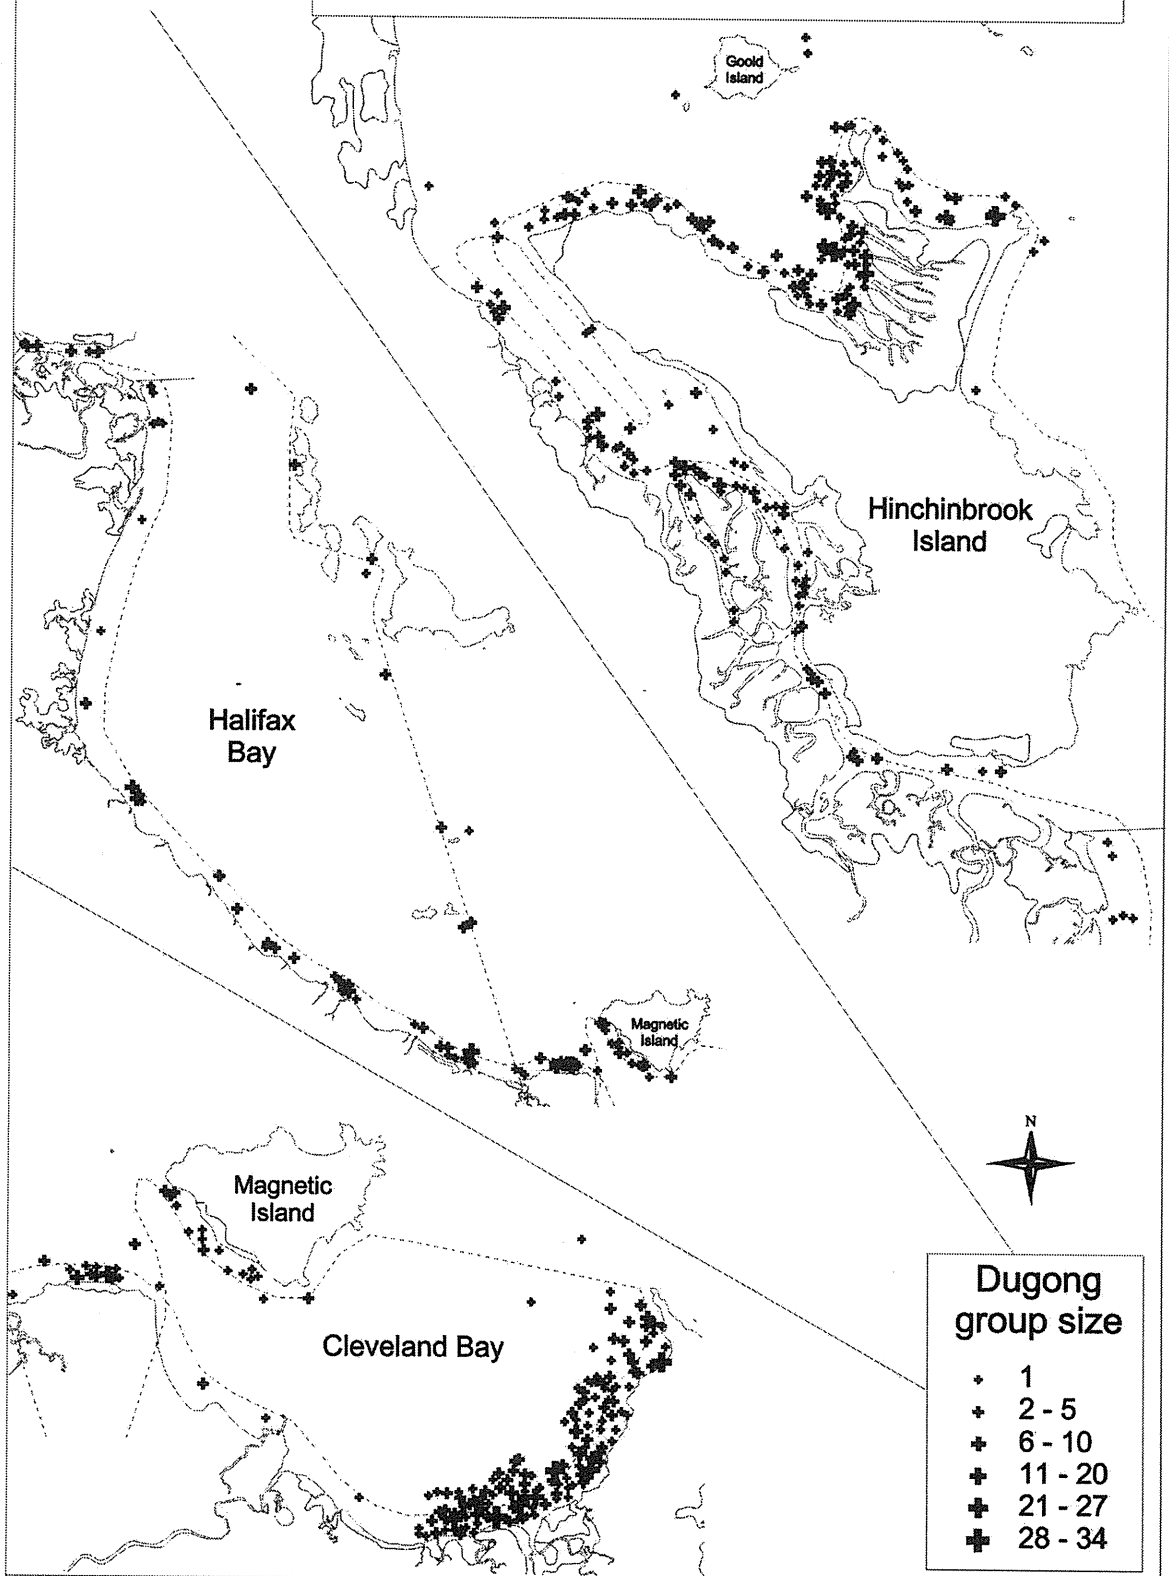 Goold
Island
Hinchinbrook
Island
Halifax
Bay
Magnetic
Island
N
Magnetic
Island
Cleveland Bay
Dugong
group size
1
2 - 5
6 - 10
11 - 20
21 - 27
28 - 34